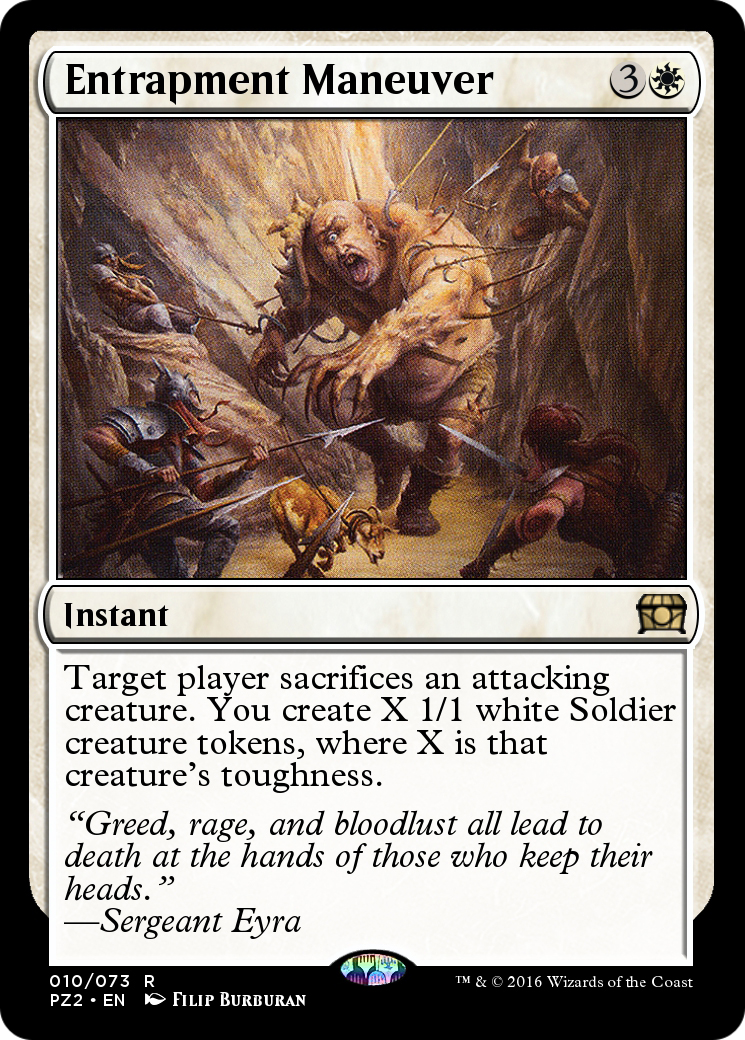 Entrapment Maneuver 3
Instant
Target player sacrifices an attacking
creature. You create X 1/1 white Soldier
creature tokens, where X is that
creature's toughness.
“Greed, rage, and bloodlust all lead to
death at the hands of those who keep their
heads.”
—Sergeant Eyra
010/073 R
PZ2 • EN Filip Burburan
™ & © 2016 Wizards of the Coast